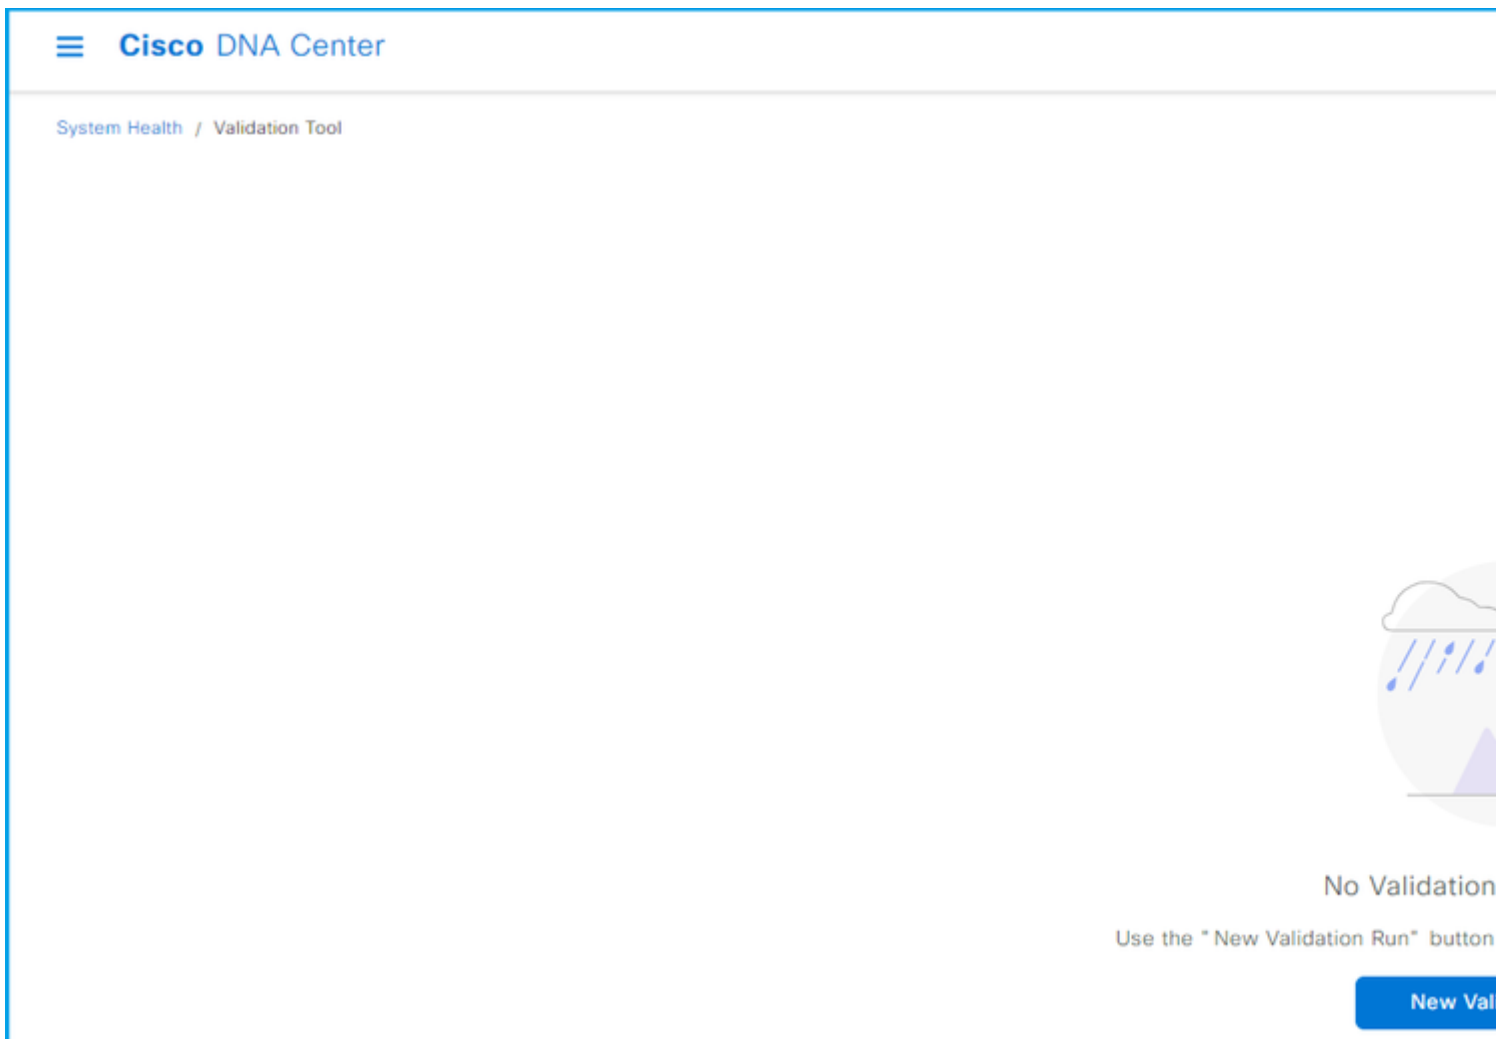 Cisco DNA Center
System Health / Validation Tool
No Validation
Use the "New Validation Run" button
New Val